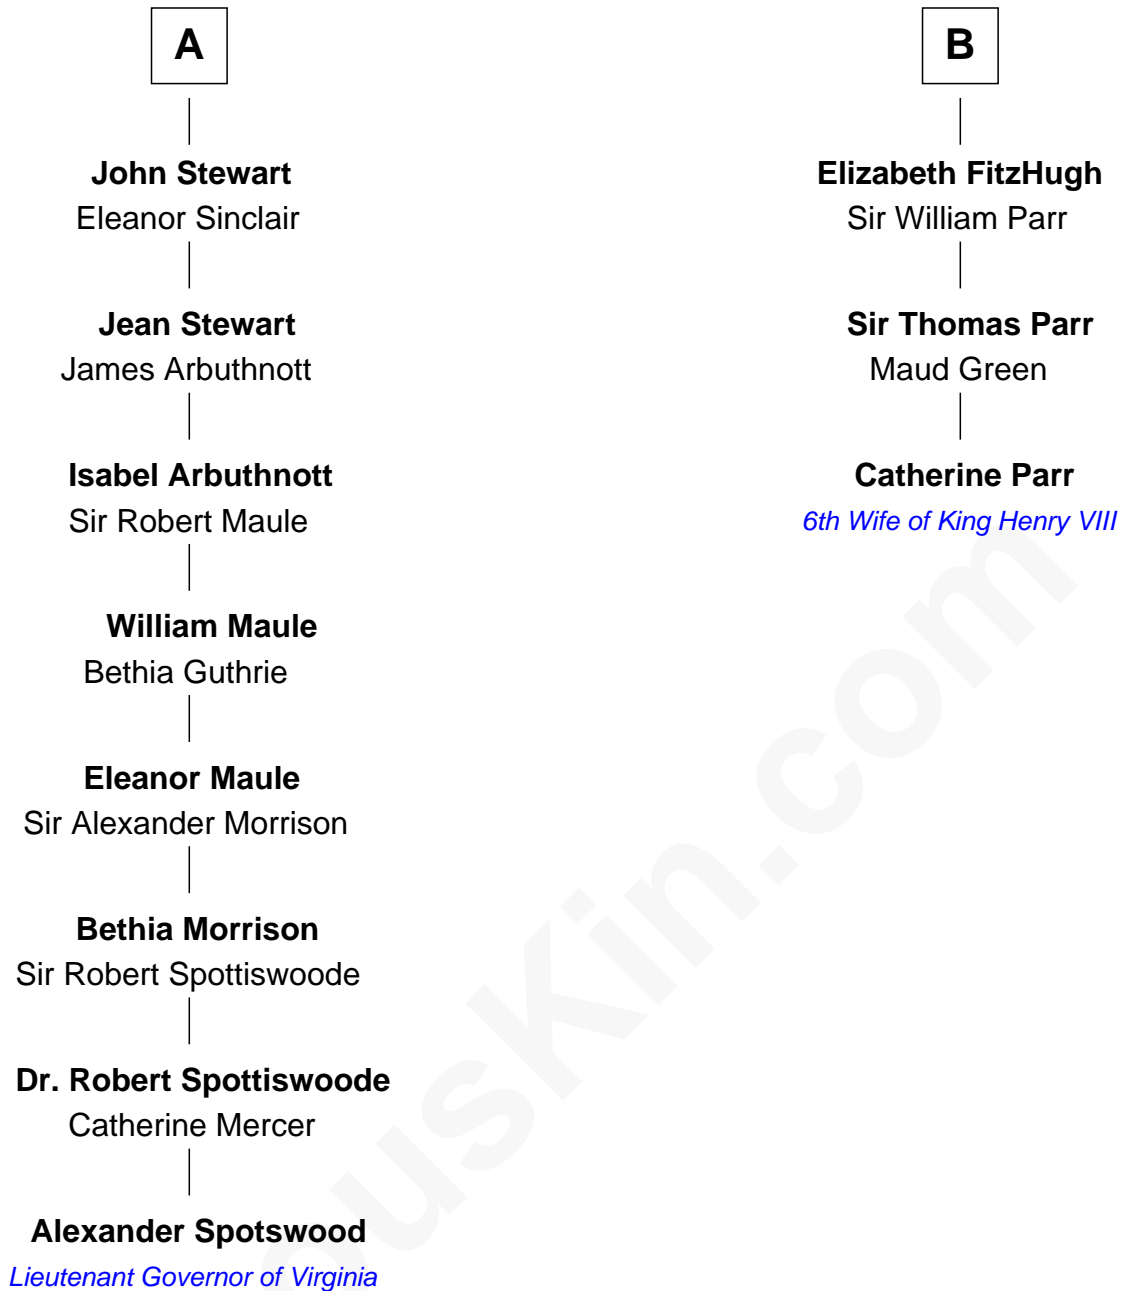 A
John Stewart
Eleanor Sinclair
Jean Stewart
James Arbuthnott
Isabel Arbuthnott
Sir Robert Maule
William Maule
Bethia Guthrie
Eleanor Maule
Sir Alexander Morrison
Bethia Morrison
Sir Robert Spottiswoode
Dr. Robert Spottiswoode
Catherine Mercer
Alexander Spotswood
Lieutenant Governor of Virginia
B
Elizabeth FitzHugh
Sir William Parr
Sir Thomas Parr
Maud Green
Catherine Parr
6th Wife of King Henry VIII
ousKin.com